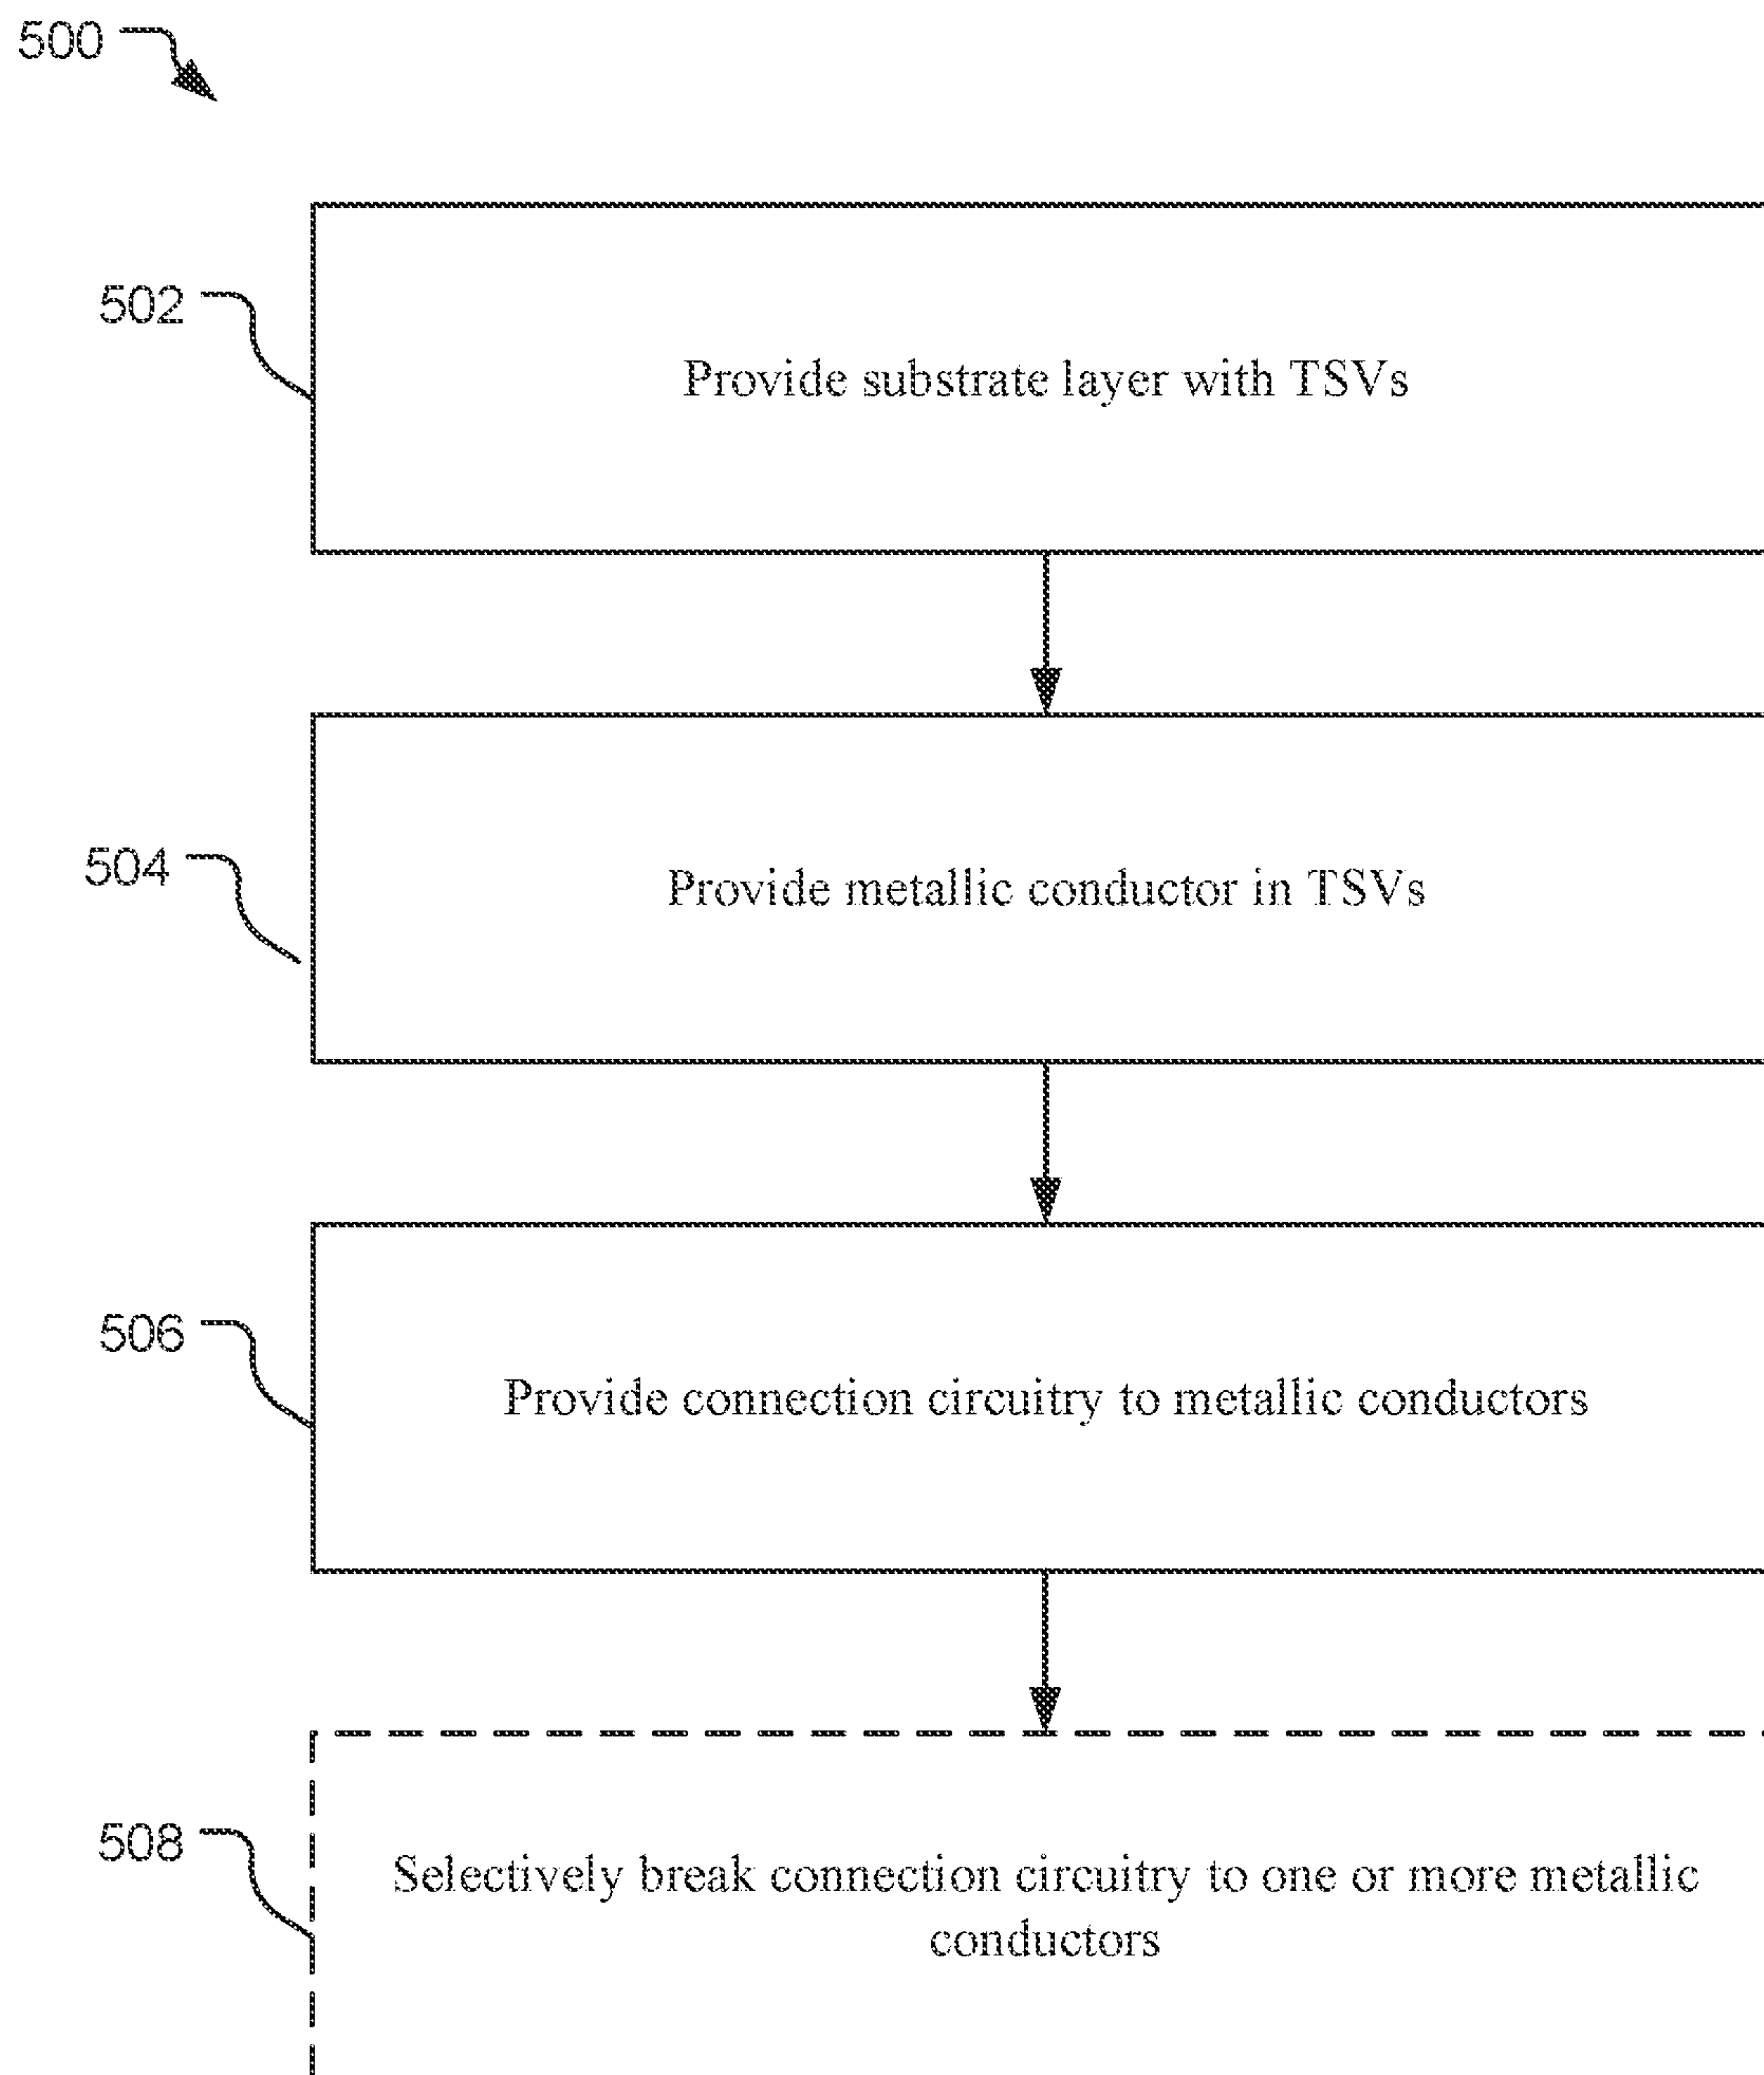 500
502
Provide substrate layer with TSVs
504
Provide metallic conductor in TSVs
506
Provide connection circuitry to metallic conductors
508
Selectively break connection circuitry to one or more metallic
conductors